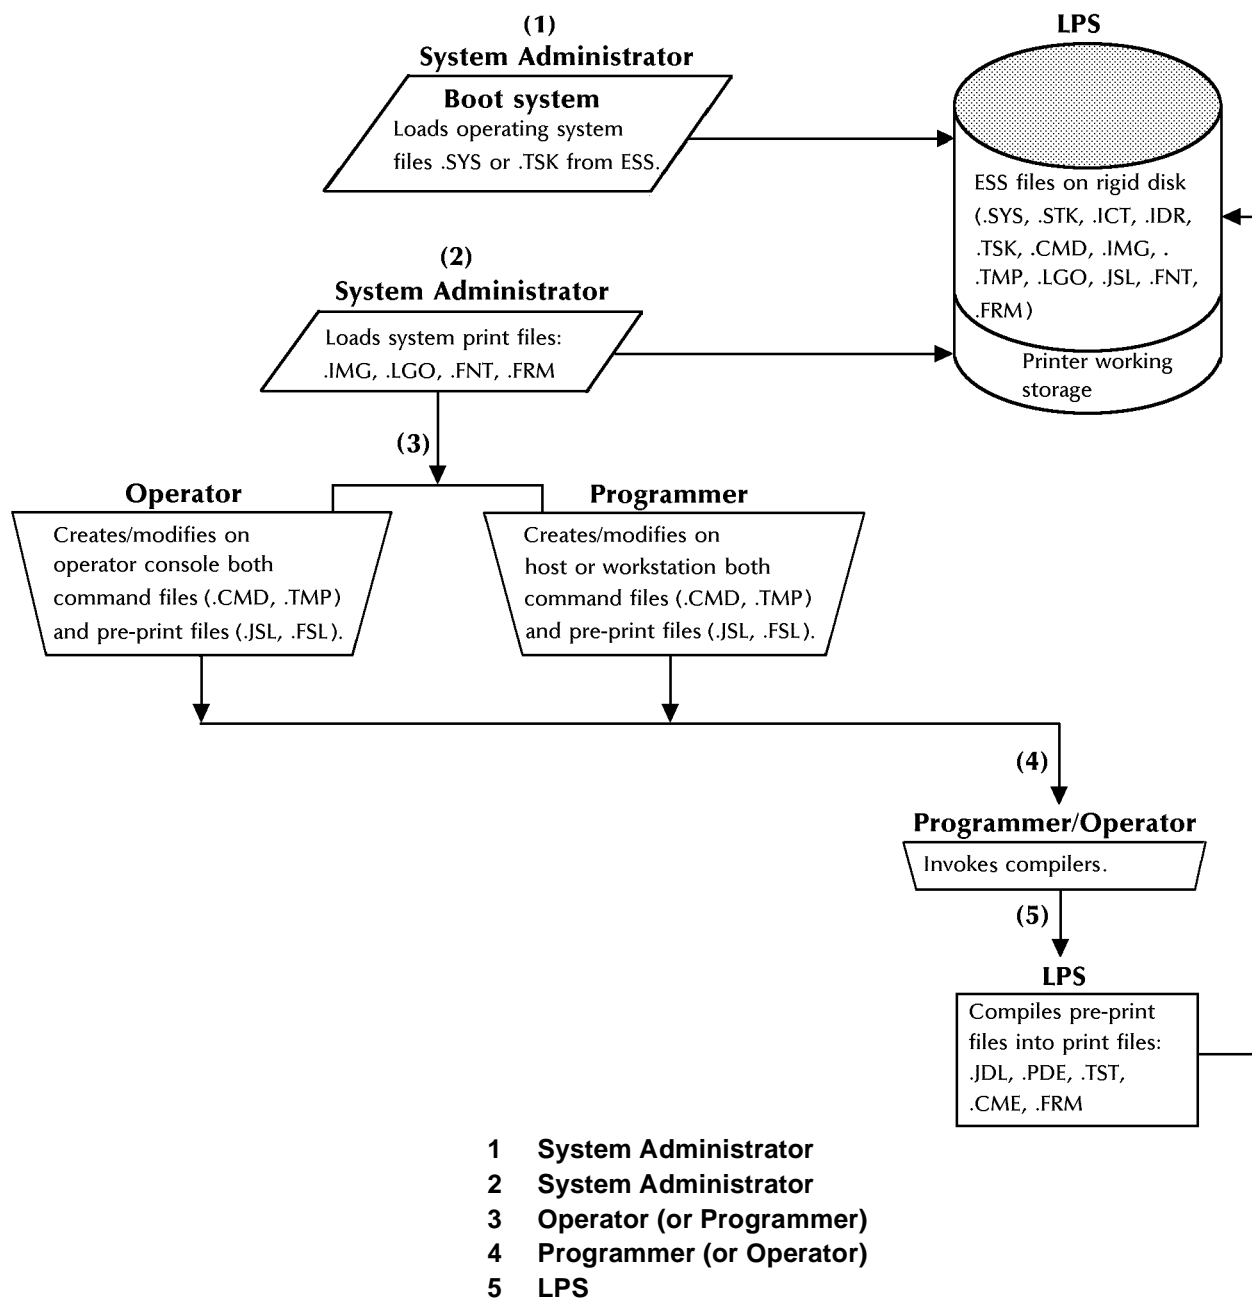 (1)
System Administrator
Boot system
Loads operating system
files .SYS or .TSK from ESS.
LPS
ESS files on rigid disk
(.SYS, .STK, .ICT, .IDR,
.TSK, .CMD, .IMG, .
.TMP, .LGO, .JSL, .FNT,
.FRM)
Printer working
storage
(2)
System Administrator
Loads system print files:
.IMG, .LGO, .FNT, .FRM
(3)
Operator
Creates/modifies on
operator console both
command files (.CMD, .TMP)
and pre-print files (.JSL, .FSL).
Programmer
Creates/modifies on
host or workstation both
command files (.CMD, .TMP)
and pre-print files (.JSL, .FSL).
(4)
Programmer/Operator
Invokes compilers.
(5)
LPS
Compiles pre-print
files into print files:
.JDL, .PDE, .TST,
.CME, .FRM
1 System Administrator
2 System Administrator
3 Operator (or Programmer)
4 Programmer (or Operator)
5 LPS